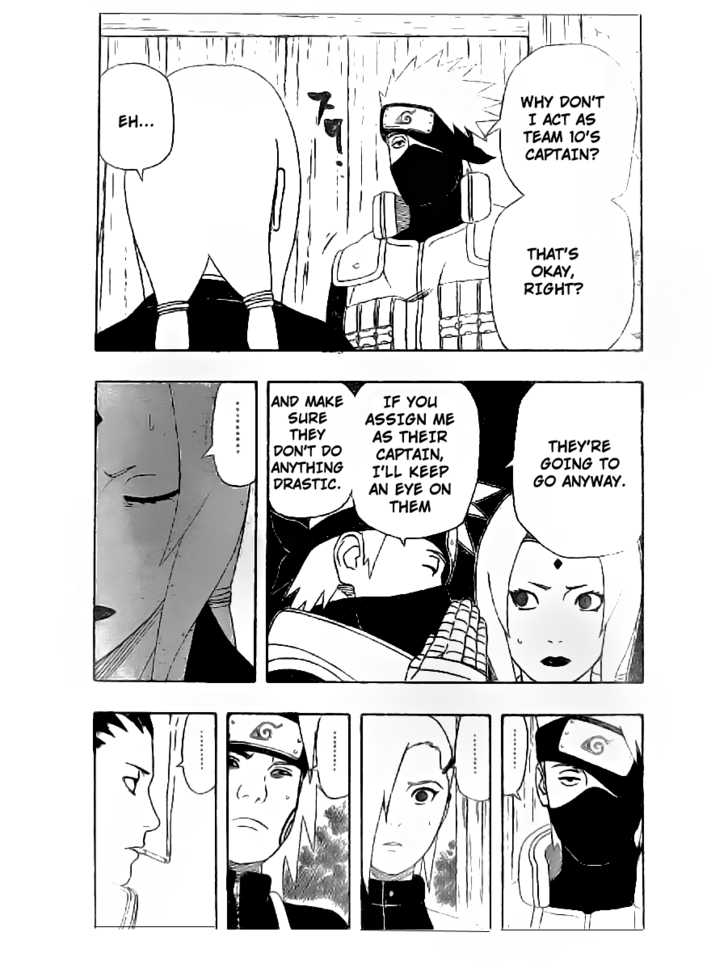 WHY DON'T
I ACT AS
TEAM 10'S
CAPTAIN?
THAT'S
OKAY,
RIGHT?
EH...
THEY'RE
GOING TO
GO ANYWAY.
IF YOU
ASSIGN ME
AS THEIR
CAPTAIN,
I'LL KEEP
AN EYE ON
THEM
AND MAKE
SURE
THEY
DON'T DO
ANYTHING
DRASTIC.
.........
.........
.........
.........
.........